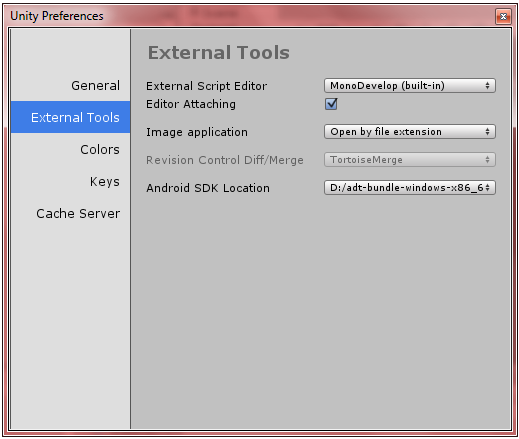 Unity Preferences
External Tools
General
External Tools
Colors
Keys
Cache Server
External Script Editor MonoDevelop (built-in)
Editor Attaching
Image application Open by file extension
Revision Control Diff/Merge TortoiseMerge
Android SDK Location D:/adt-bundle-windows-x86_6